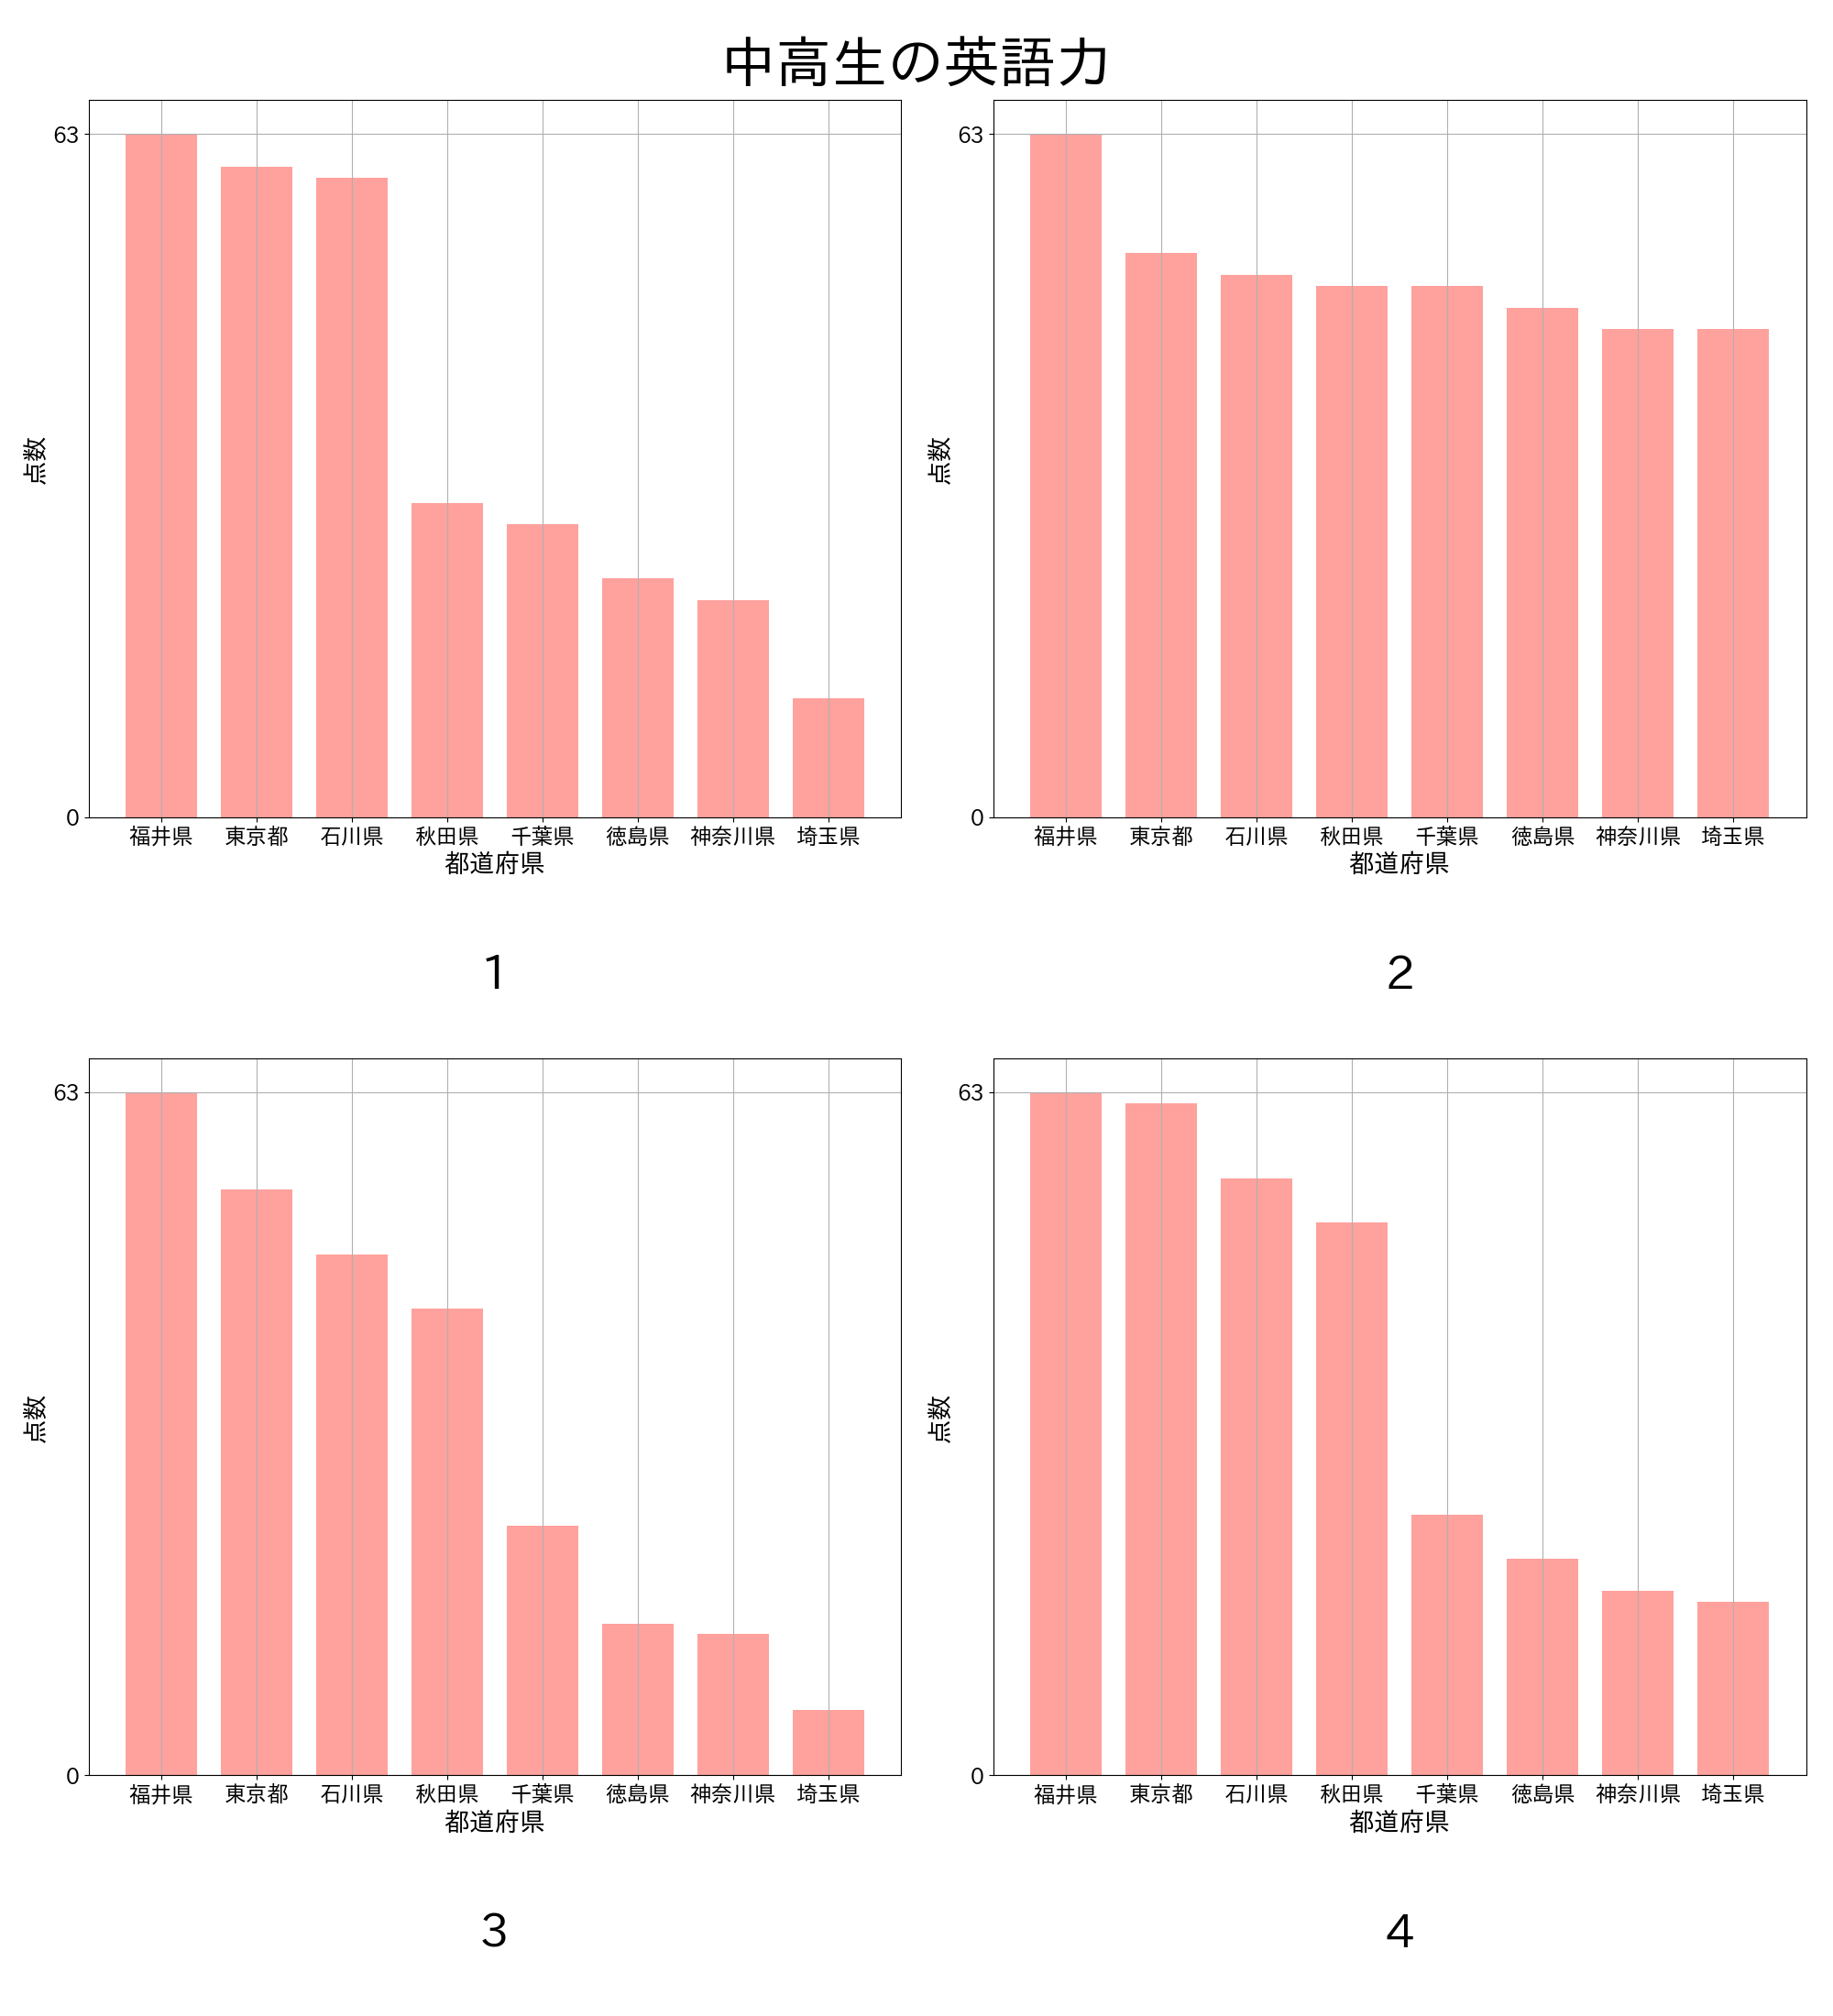 中高生の英語力
63
0
点数
福井県 東京都 石川県 秋田県 千葉県 徳島県 神奈川県 埼玉県
都道府県
1
63
0
点数
福井県 東京都 石川県 秋田県 千葉県 徳島県 神奈川県 埼玉県
都道府県
2
63
0
点数
福井県 東京都 石川県 秋田県 千葉県 徳島県 神奈川県 埼玉県
都道府県
3
63
0
点数
福井県 東京都 石川県 秋田県 千葉県 徳島県 神奈川県 埼玉県
都道府県
4